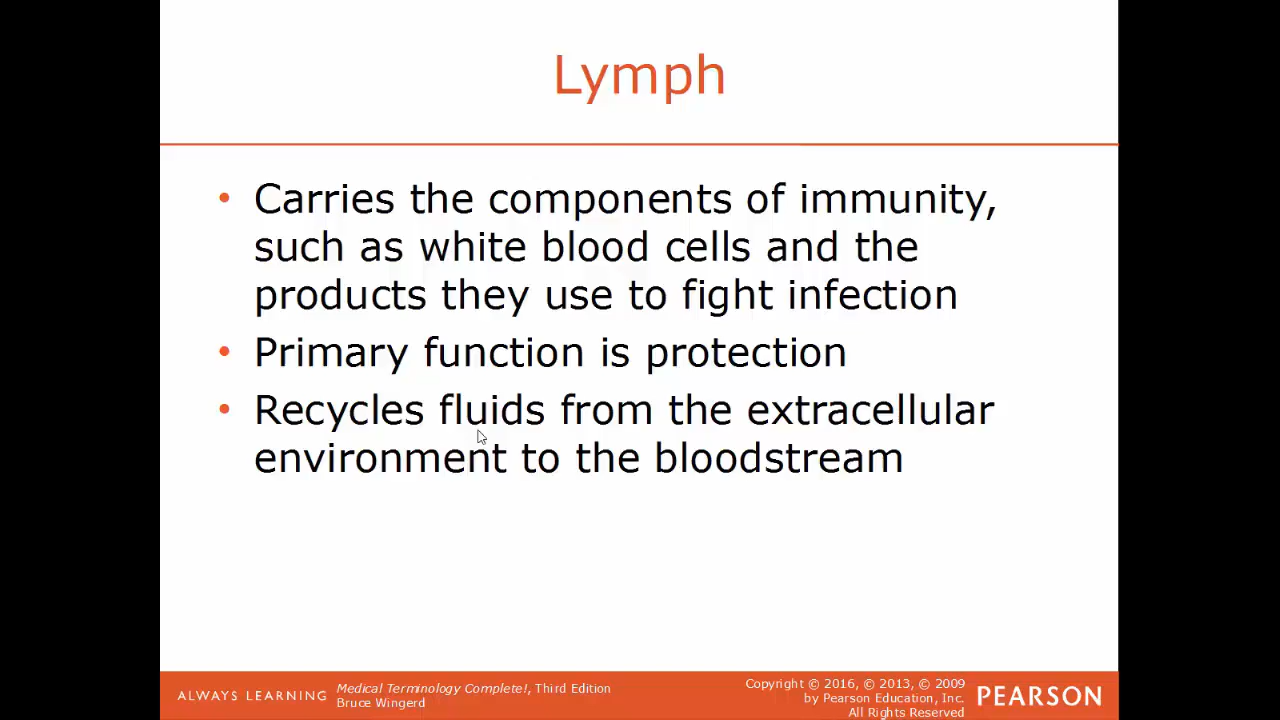 Lymph
• Carries the components of immunity,
such as white blood cells and the
products they use to fight infection
• Primary function is protection
• Recycles fluids from the extracellular
environment to the bloodstream
ALWAYS LEARNING
Medical Terminology Complete!, Third Edition
Bruce Wingerd
Copyright © 2016, © 2013, © 2009
by Pearson Education, Inc.
All Rights Reserved
PEARSON